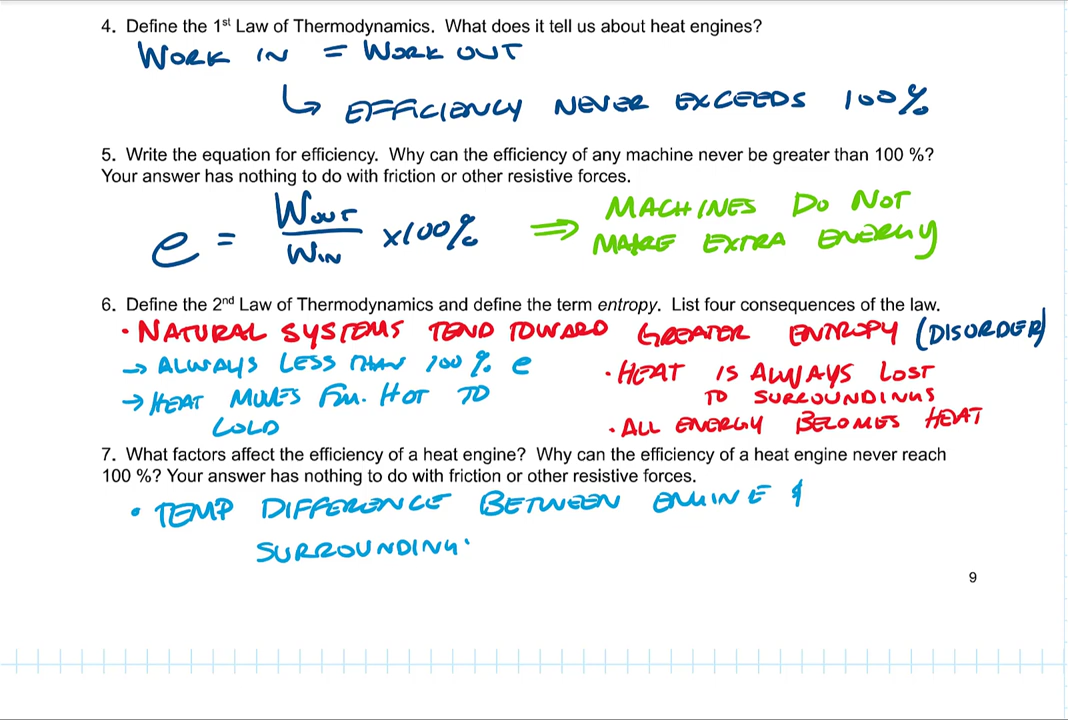 4. Define the 1st Law of Thermodynamics. What does it tell us about heat engines?
WORK IN = WORK OUT
↳ EFFICIENCY NEVER EXCEEDS 100%
5. Write the equation for efficiency. Why can the efficiency of any machine never be greater than 100 %?
Your answer has nothing to do with friction or other resistive forces.
e = WOUT / WIN x100% ⇒ MACHINES DO NOT
MAKE EXTRA ENERGY
6. Define the 2nd Law of Thermodynamics and define the term entropy. List four consequences of the law.
• NATURAL SYSTEMS TEND TOWARD GREATER ENTROPY (DISORDER)
→ ALWAYS LESS THAN 100% e
→ HEAT MOVES FM. HOT TO
COLD
• HEAT IS ALWAYS LOST
TO SURROUNDINGS
• ALL ENERGY BECOMES HEAT
7. What factors affect the efficiency of a heat engine? Why can the efficiency of a heat engine never reach
100 %? Your answer has nothing to do with friction or other resistive forces.
• TEMP DIFFERENCE BETWEEN ENGINE &
SURROUNDING
9